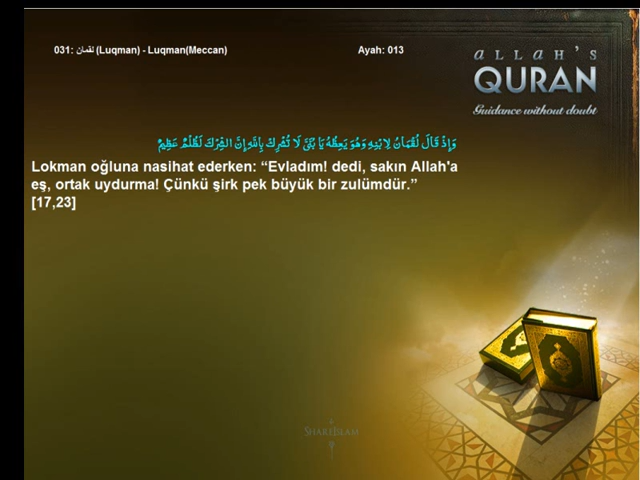 031: لقمان (Luqman) - Luqman(Meccan) Ayah: 013
ALLAH'S
QURAN
Guidance without doubt
وَإِذْ قَالَ لُقْمَانُ لِابْنِهِ وَهُوَ يَعِظُهُ يَا بُنَيَّ لَا تُشْرِكْ بِاللَّهِ إِنَّ الشِّرْكَ لَظُلْمٌ عَظِيمٌ
Lokman oğluna nasihat ederken: “Evladım! dedi, sakın Allah'a
eş, ortak uydurma! Çünkü şirk pek büyük bir zulümdür.”
[17,23]
SHAREISLAM